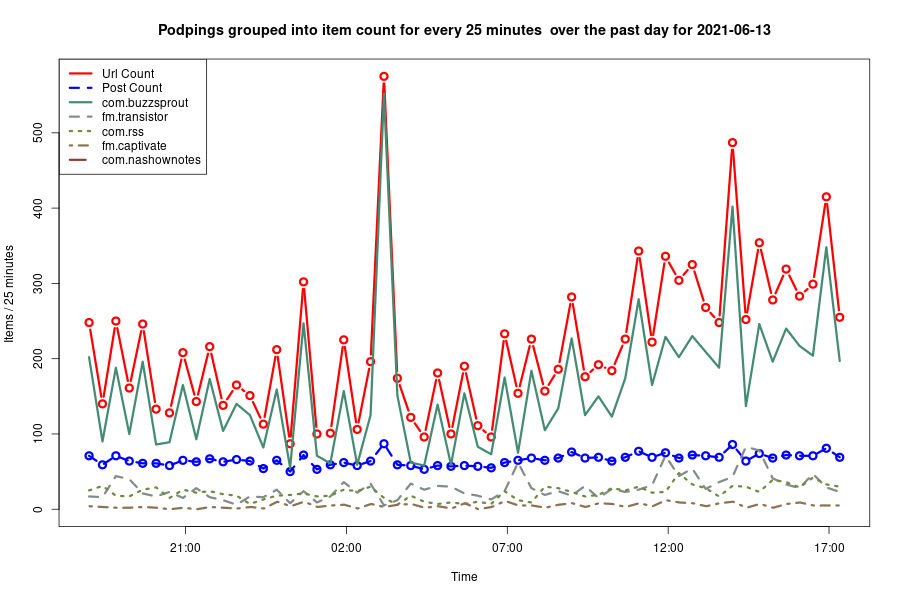 Podpings grouped into item count for every 25 minutes  over the past day for 2021-06-13
Url Count
Post Count
com.buzzsprout
fm.transistor
com.rss
fm.captivate
com.nashownotes
Items / 25 minutes
500
400
300
200
100
0
21:00 02:00 07:00 12:00 17:00
Time